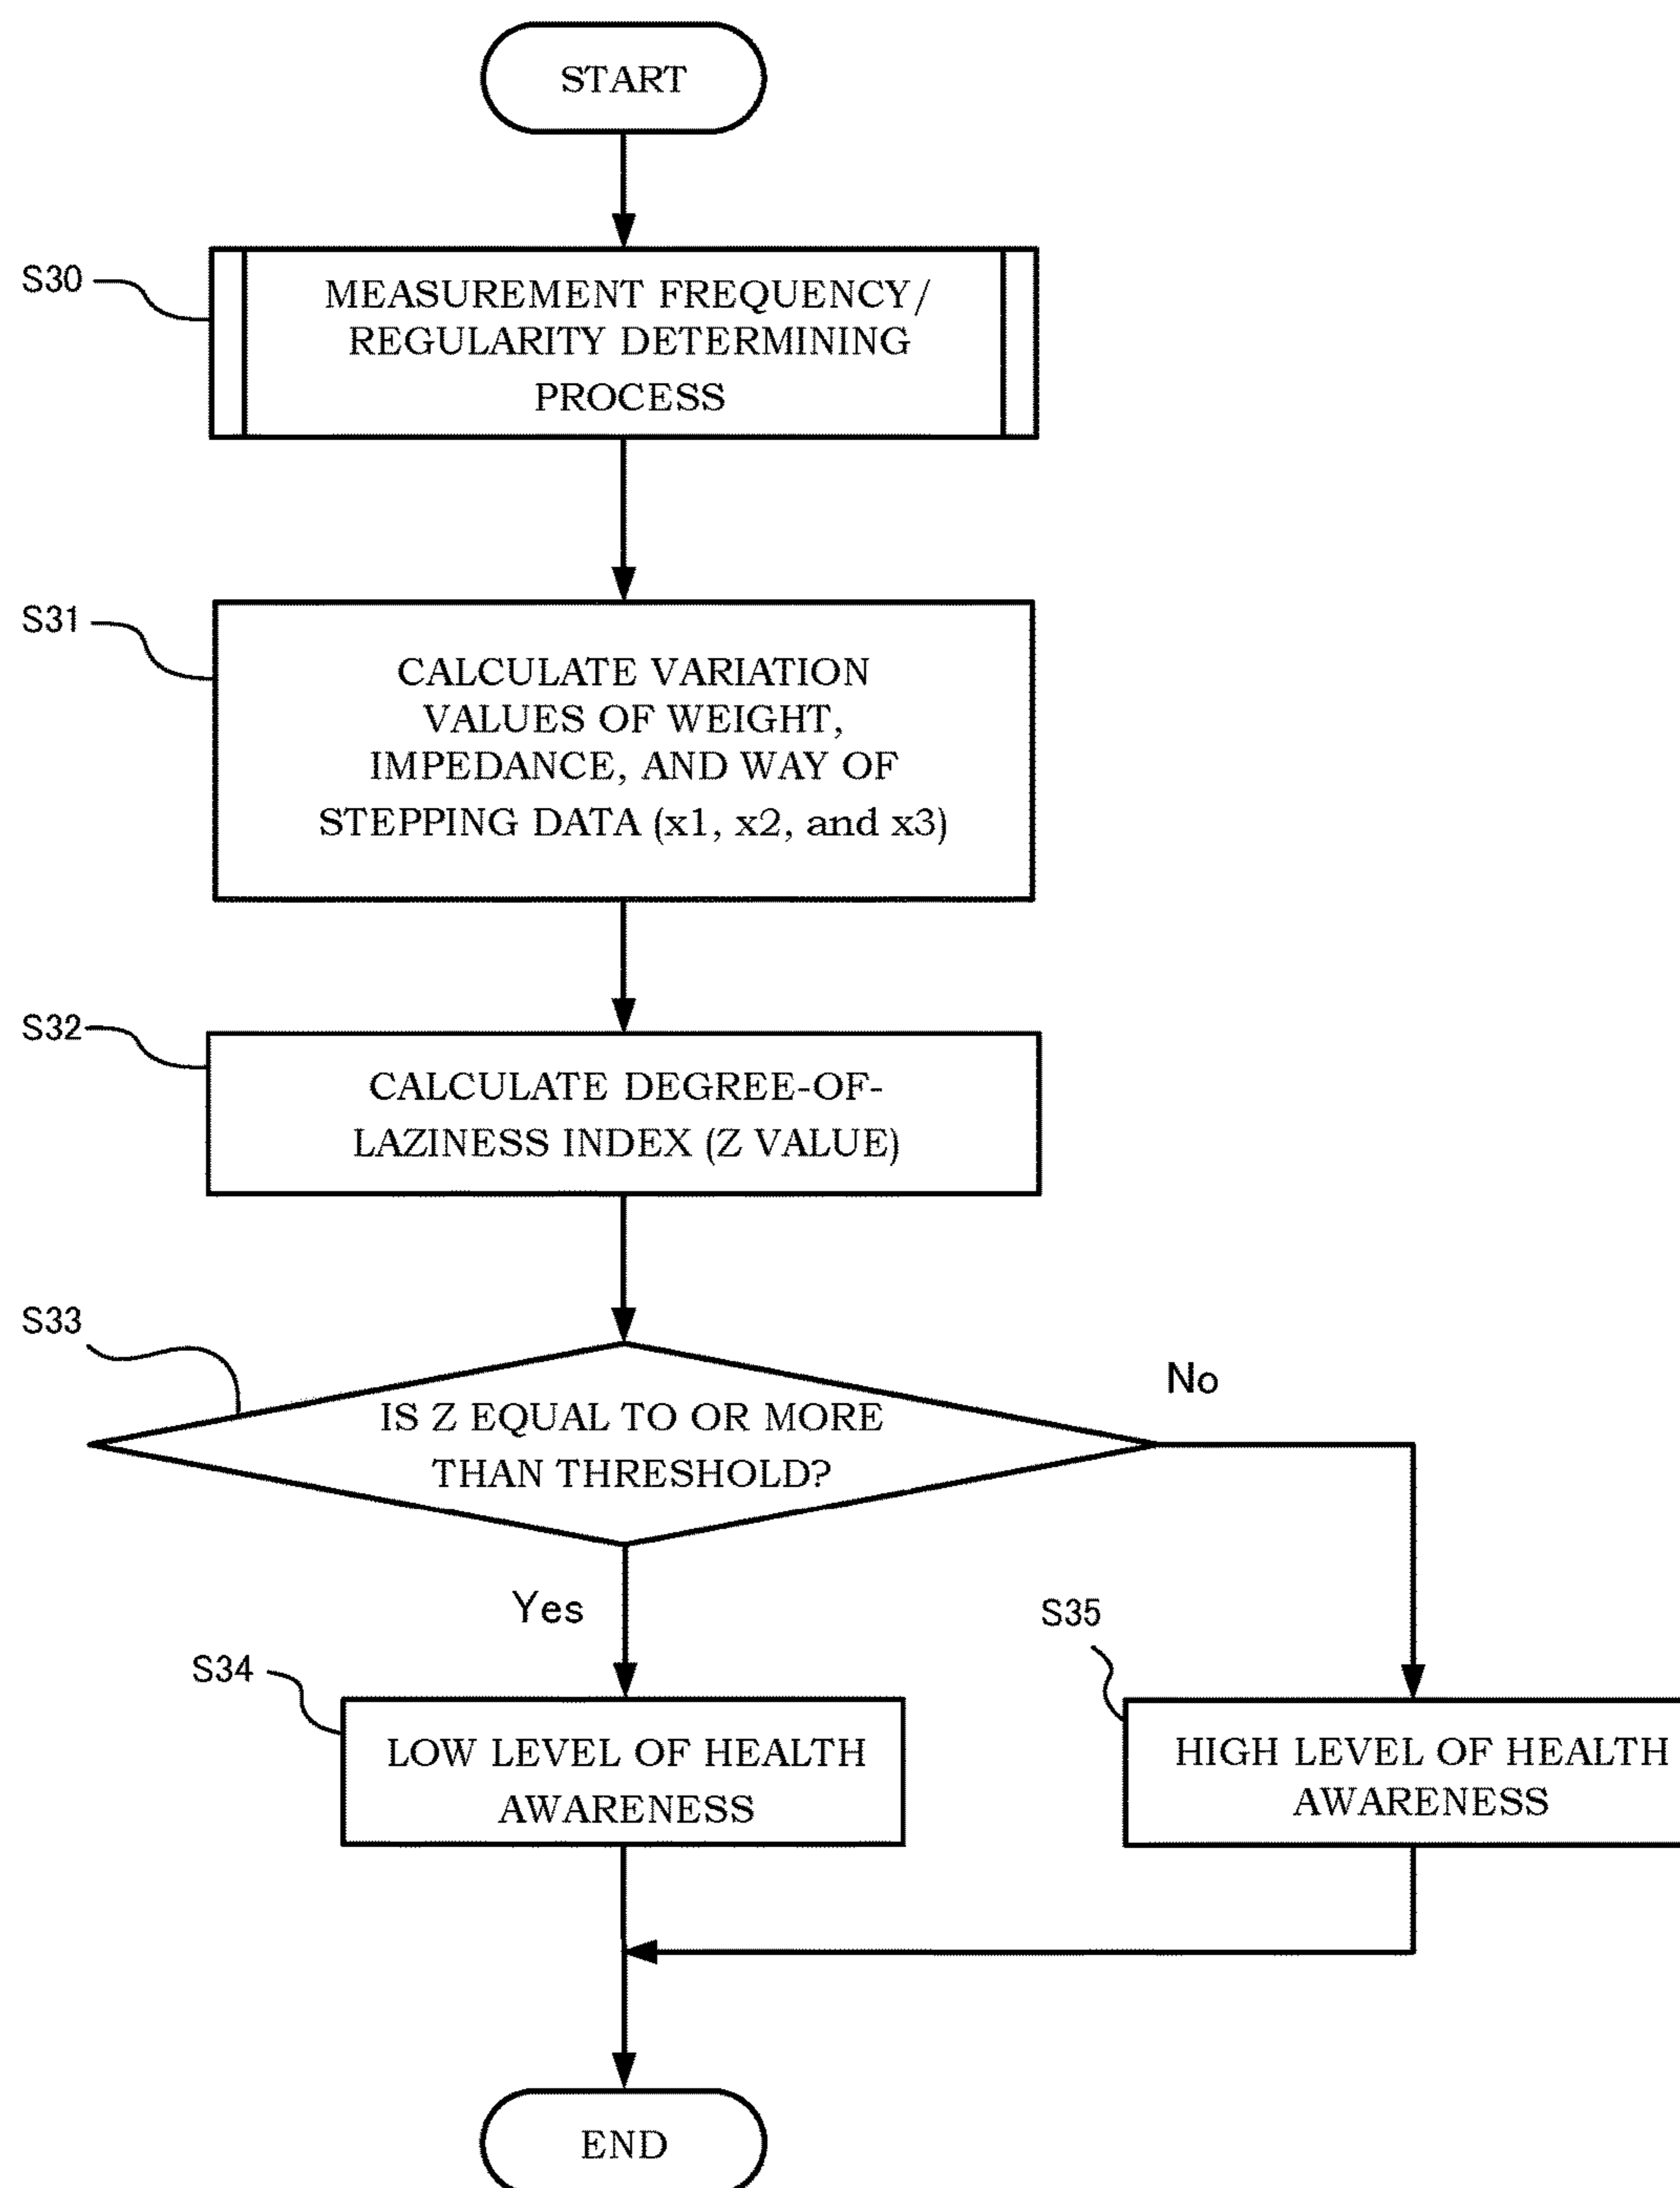 START
S30
MEASUREMENT FREQUENCY/
REGULARITY DETERMINING
PROCESS
S31
CALCULATE VARIATION
VALUES OF WEIGHT,
IMPEDANCE, AND WAY OF
STEPPING DATA (x1, x2, and x3)
S32
CALCULATE DEGREE-OF-
LAZINESS INDEX (Z VALUE)
S33
IS Z EQUAL TO OR MORE
THAN THRESHOLD?
No
Yes
S34
LOW LEVEL OF HEALTH
AWARENESS
S35
HIGH LEVEL OF HEALTH
AWARENESS
END